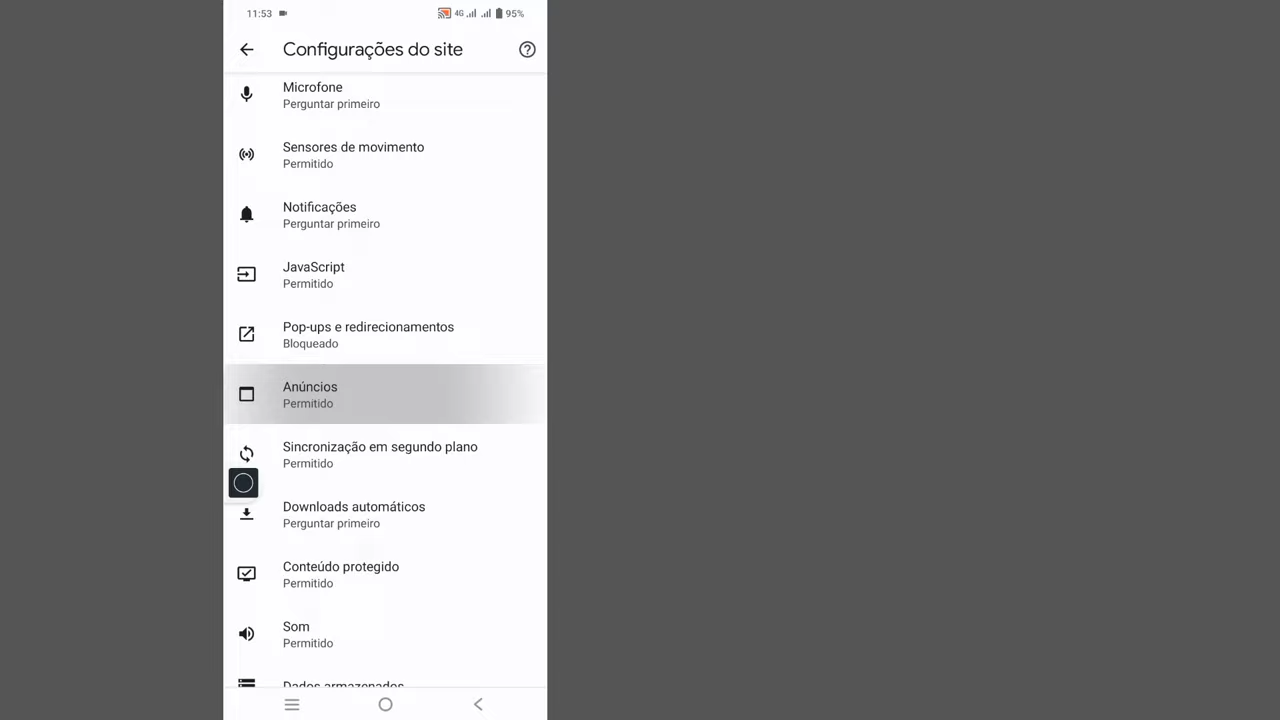 11:53
4G
95%
Configurações do site
Microfone
Perguntar primeiro
Sensores de movimento
Permitido
Notificações
Perguntar primeiro
JavaScript
Permitido
Pop-ups e redirecionamentos
Bloqueado
Anúncios
Permitido
Sincronização em segundo plano
Permitido
Downloads automáticos
Perguntar primeiro
Conteúdo protegido
Permitido
Som
Permitido
Dados armazenados